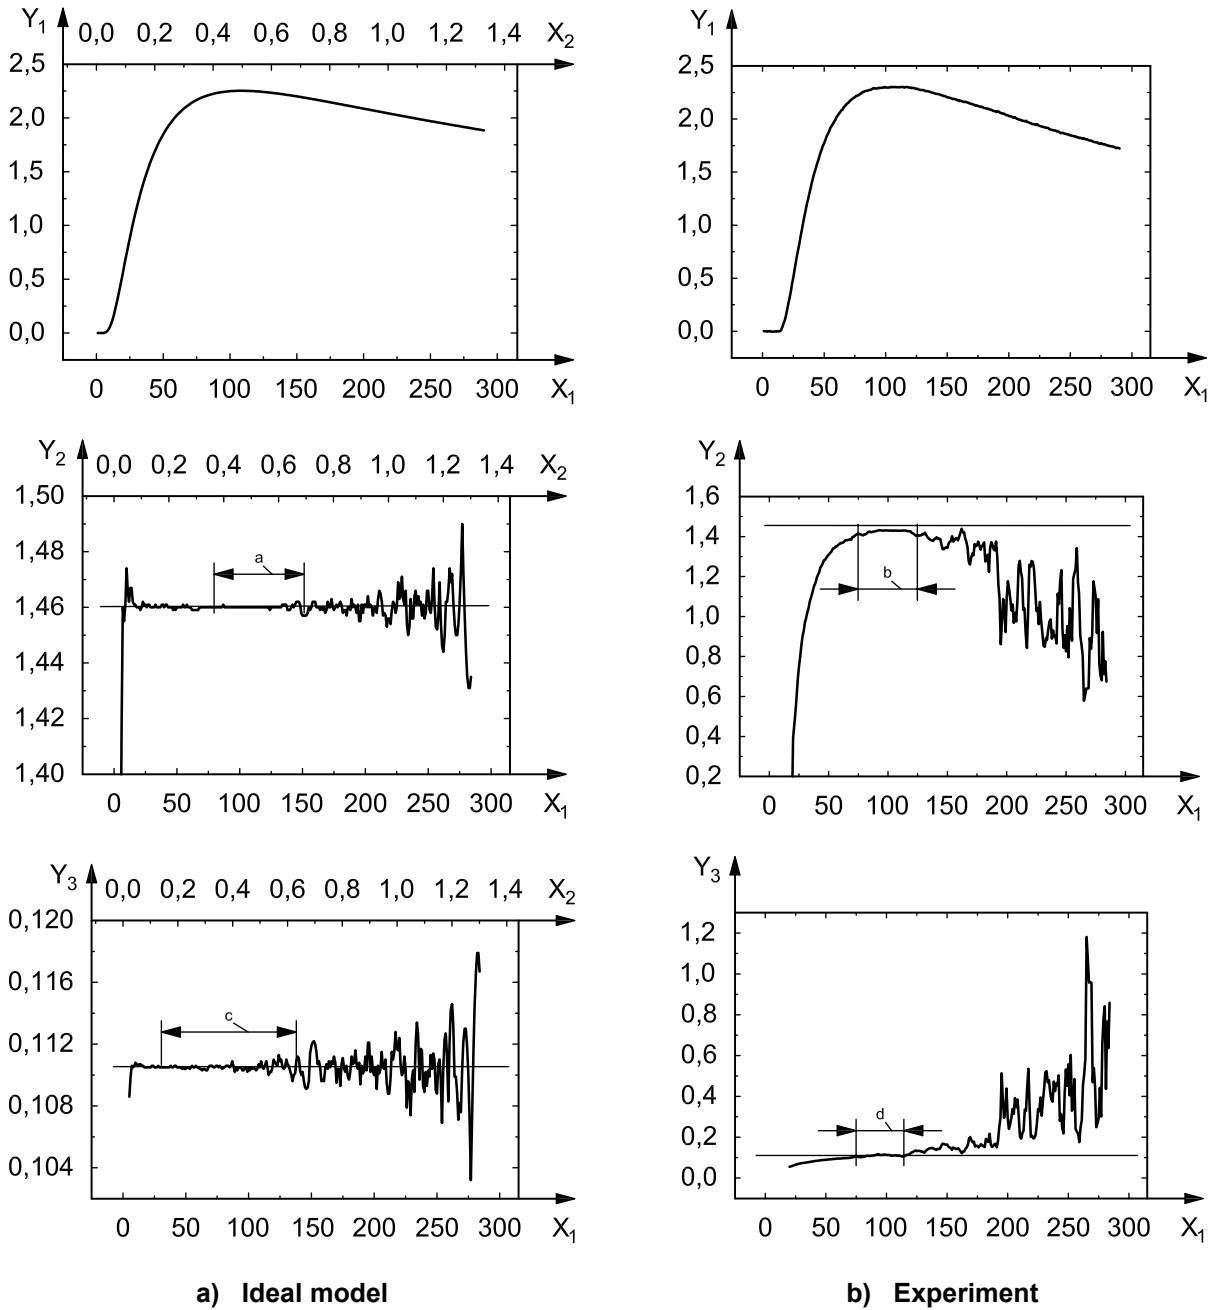 Y1 0,0 0,2 0,4 0,6 0,8 1,0 1,2 1,4 X2
2,5
2,0
1,5
1,0
0,5
0,0
0 50 100 150 200 250 300 X1
Y1
2,5
2,0
1,5
1,0
0,5
0,0
0 50 100 150 200 250 300 X1
Y2 0,0 0,2 0,4 0,6 0,8 1,0 1,2 1,4 X2
1,50
1,48
a
1,46
1,44
1,42
1,40
0 50 100 150 200 250 300 X1
Y2
1,6
1,4
1,2
b
1,0
0,8
0,6
0,4
0,2
0 50 100 150 200 250 300 X1
Y3 0,0 0,2 0,4 0,6 0,8 1,0 1,2 1,4 X2
0,120
0,116
c
0,112
0,108
0,104
0 50 100 150 200 250 300 X1
Y3
1,2
1,0
0,8
0,6
0,4
d
0,2
0,0
0 50 100 150 200 250 300 X1
a) Ideal model
b) Experiment